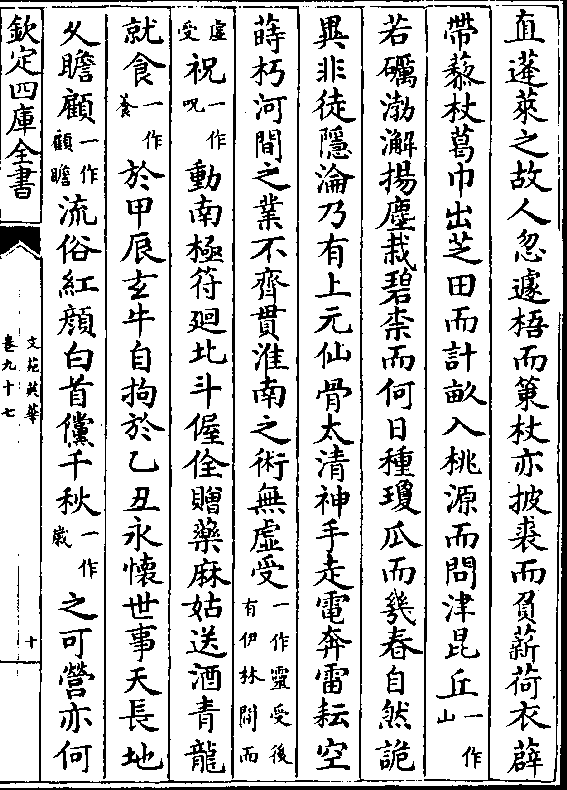 直蓬萊之故人忽遽梧而策杖亦披裘而負薪荷衣薜
帶藜杖葛巾出芝田而計畝入桃源而問津昆丘一作山
若礪渤澥揚塵栽碧柰而何日種瓊瓜而幾春自然詭
異非徒隱淪乃有上元仙骨太清神手走電奔雷耘空
蒔朽河間之業不齊貫淮南之術無虛受一作靈受後有伊林間而
虛受祝一作呪動南極符廻北斗偓佺贈藥麻姑送酒青龍
就食一作養於甲辰玄牛自拘於乙丑永懷世事天長地
久瞻顧一作顧瞻流俗紅顏白首儻千秋一作嵗之可營亦何
欽定四庫全書
文苑英華
卷九十七
十